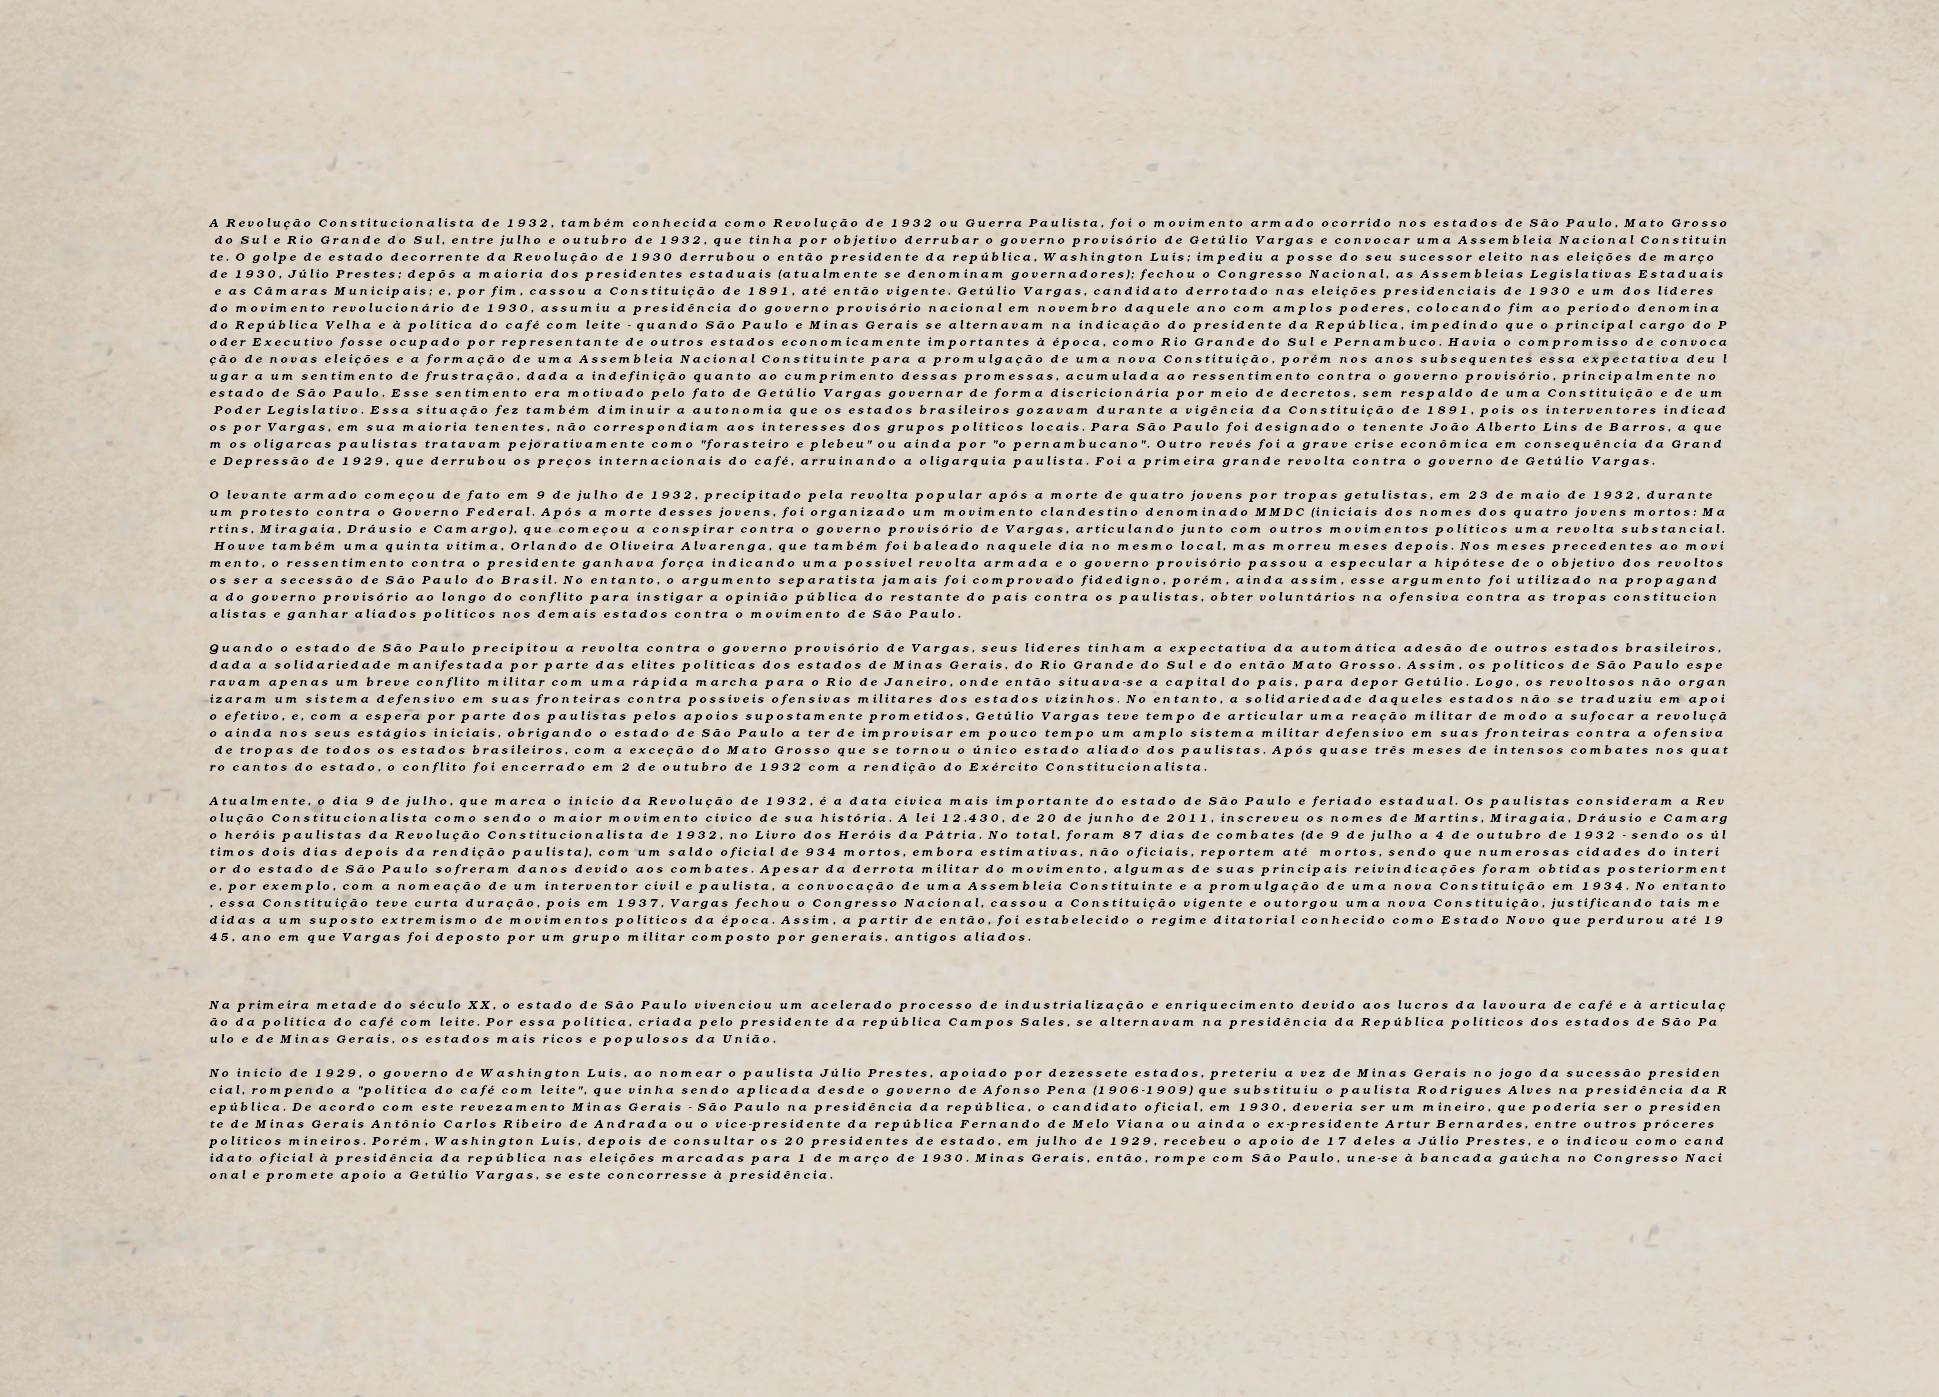 A Revolução Constitucionalista de 1932, também conhecida como Revolução de 1932 ou Guerra Paulista, foi o movimento armado ocorrido nos estados de São Paulo, Mato Grosso
do Sul e Rio Grande do Sul, entre julho e outubro de 1932, que tinha por objetivo derrubar o governo provisório de Getúlio Vargas e convocar uma Assembleia Nacional Constituin
te. O golpe de estado decorrente da Revolução de 1930 derrubou o então presidente da república, Washington Luís; impediu a posse do seu sucessor eleito nas eleições de março
de 1930, Júlio Prestes; depôs a maioria dos presidentes estaduais (atualmente se denominam governadores); fechou o Congresso Nacional, as Assembleias Legislativas Estaduais
e as Câmaras Municipais; e, por fim, cassou a Constituição de 1891, até então vigente. Getúlio Vargas, candidato derrotado nas eleições presidenciais de 1930 e um dos líderes
do movimento revolucionário de 1930, assumiu a presidência do governo provisório nacional em novembro daquele ano com amplos poderes, colocando fim ao período denomina
do República Velha e à política do café com leite - quando São Paulo e Minas Gerais se alternavam na indicação do presidente da República, impedindo que o principal cargo do P
oder Executivo fosse ocupado por representante de outros estados economicamente importantes à época, como Rio Grande do Sul e Pernambuco. Havia o compromisso de convoca
ção de novas eleições e a formação de uma Assembleia Nacional Constituinte para a promulgação de uma nova Constituição, porém nos anos subsequentes essa expectativa deu l
ugar a um sentimento de frustração, dada a indefinição quanto ao cumprimento dessas promessas, acumulada ao ressentimento contra o governo provisório, principalmente no
estado de São Paulo. Esse sentimento era motivado pelo fato de Getúlio Vargas governar de forma discricionária por meio de decretos, sem respaldo de uma Constituição e de um
Poder Legislativo. Essa situação fez também diminuir a autonomia que os estados brasileiros gozavam durante a vigência da Constituição de 1891, pois os interventores indicad
os por Vargas, em sua maioria tenentes, não correspondiam aos interesses dos grupos políticos locais. Para São Paulo foi designado o tenente João Alberto Lins de Barros, a que
m os oligarcas paulistas tratavam pejorativamente como "forasteiro e plebeu" ou ainda por "o pernambucano". Outro revés foi a grave crise econômica em consequência da Grand
e Depressão de 1929, que derrubou os preços internacionais do café, arruinando a oligarquia paulista. Foi a primeira grande revolta contra o governo de Getúlio Vargas.
O levante armado começou de fato em 9 de julho de 1932, precipitado pela revolta popular após a morte de quatro jovens por tropas getulistas, em 23 de maio de 1932, durante
um protesto contra o Governo Federal. Após a morte desses jovens, foi organizado um movimento clandestino denominado MMDC (iniciais dos nomes dos quatro jovens mortos: Ma
rtins, Miragaia, Dráusio e Camargo), que começou a conspirar contra o governo provisório de Vargas, articulando junto com outros movimentos políticos uma revolta substancial.
Houve também uma quinta vítima, Orlando de Oliveira Alvarenga, que também foi baleado naquele dia no mesmo local, mas morreu meses depois. Nos meses precedentes ao movi
mento, o ressentimento contra o presidente ganhava força indicando uma possível revolta armada e o governo provisório passou a especular a hipótese de o objetivo dos revoltos
os ser a secessão de São Paulo do Brasil. No entanto, o argumento separatista jamais foi comprovado fidedigno, porém, ainda assim, esse argumento foi utilizado na propagand
a do governo provisório ao longo do conflito para instigar a opinião pública do restante do país contra os paulistas, obter voluntários na ofensiva contra as tropas constitucion
alistas e ganhar aliados políticos nos demais estados contra o movimento de São Paulo.
Quando o estado de São Paulo precipitou a revolta contra o governo provisório de Vargas, seus líderes tinham a expectativa da automática adesão de outros estados brasileiros,
dada a solidariedade manifestada por parte das elites políticas dos estados de Minas Gerais, do Rio Grande do Sul e do então Mato Grosso. Assim, os políticos de São Paulo espe
ravam apenas um breve conflito militar com uma rápida marcha para o Rio de Janeiro, onde então situava-se a capital do país, para depor Getúlio. Logo, os revoltosos não organ
izaram um sistema defensivo em suas fronteiras contra possíveis ofensivas militares dos estados vizinhos. No entanto, a solidariedade daqueles estados não se traduziu em apoi
o efetivo, e, com a espera por parte dos paulistas pelos apoios supostamente prometidos, Getúlio Vargas teve tempo de articular uma reação militar de modo a sufocar a revoluçã
o ainda nos seus estágios iniciais, obrigando o estado de São Paulo a ter de improvisar em pouco tempo um amplo sistema militar defensivo em suas fronteiras contra a ofensiva
de tropas de todos os estados brasileiros, com a exceção do Mato Grosso que se tornou o único estado aliado dos paulistas. Após quase três meses de intensos combates nos quat
ro cantos do estado, o conflito foi encerrado em 2 de outubro de 1932 com a rendição do Exército Constitucionalista.
Atualmente, o dia 9 de julho, que marca o início da Revolução de 1932, é a data cívica mais importante do estado de São Paulo e feriado estadual. Os paulistas consideram a Rev
olução Constitucionalista como sendo o maior movimento cívico de sua história. A lei 12.430, de 20 de junho de 2011, inscreveu os nomes de Martins, Miragaia, Dráusio e Camarg
o heróis paulistas da Revolução Constitucionalista de 1932, no Livro dos Heróis da Pátria. No total, foram 87 dias de combates (de 9 de julho a 4 de outubro de 1932 - sendo os úl
timos dois dias depois da rendição paulista), com um saldo oficial de 934 mortos, embora estimativas, não oficiais, reportem até mortos, sendo que numerosas cidades do interi
or do estado de São Paulo sofreram danos devido aos combates. Apesar da derrota militar do movimento, algumas de suas principais reivindicações foram obtidas posteriorment
e, por exemplo, com a nomeação de um interventor civil e paulista, a convocação de uma Assembleia Constituinte e a promulgação de uma nova Constituição em 1934. No entanto
, essa Constituição teve curta duração, pois em 1937, Vargas fechou o Congresso Nacional, cassou a Constituição vigente e outorgou uma nova Constituição, justificando tais me
didas a um suposto extremismo de movimentos políticos da época. Assim, a partir de então, foi estabelecido o regime ditatorial conhecido como Estado Novo que perdurou até 19
45, ano em que Vargas foi deposto por um grupo militar composto por generais, antigos aliados.
Na primeira metade do século XX, o estado de São Paulo vivenciou um acelerado processo de industrialização e enriquecimento devido aos lucros da lavoura de café e à articulaç
ão da política do café com leite. Por essa política, criada pelo presidente da república Campos Sales, se alternavam na presidência da República políticos dos estados de São Pa
ulo e de Minas Gerais, os estados mais ricos e populosos da União.
No início de 1929, o governo de Washington Luís, ao nomear o paulista Júlio Prestes, apoiado por dezessete estados, preteriu a vez de Minas Gerais no jogo da sucessão presiden
cial, rompendo a "política do café com leite", que vinha sendo aplicada desde o governo de Afonso Pena (1906-1909) que substituiu o paulista Rodrigues Alves na presidência da R
epública. De acordo com este revezamento Minas Gerais - São Paulo na presidência da república, o candidato oficial, em 1930, deveria ser um mineiro, que poderia ser o presiden
te de Minas Gerais Antônio Carlos Ribeiro de Andrada ou o vice-presidente da república Fernando de Melo Viana ou ainda o ex-presidente Artur Bernardes, entre outros próceres
políticos mineiros. Porém, Washington Luís, depois de consultar os 20 presidentes de estado, em julho de 1929, recebeu o apoio de 17 deles a Júlio Prestes, e o indicou como cand
idato oficial à presidência da república nas eleições marcadas para 1 de março de 1930. Minas Gerais, então, rompe com São Paulo, une-se à bancada gaúcha no Congresso Naci
onal e promete apoio a Getúlio Vargas, se este concorresse à presidência.